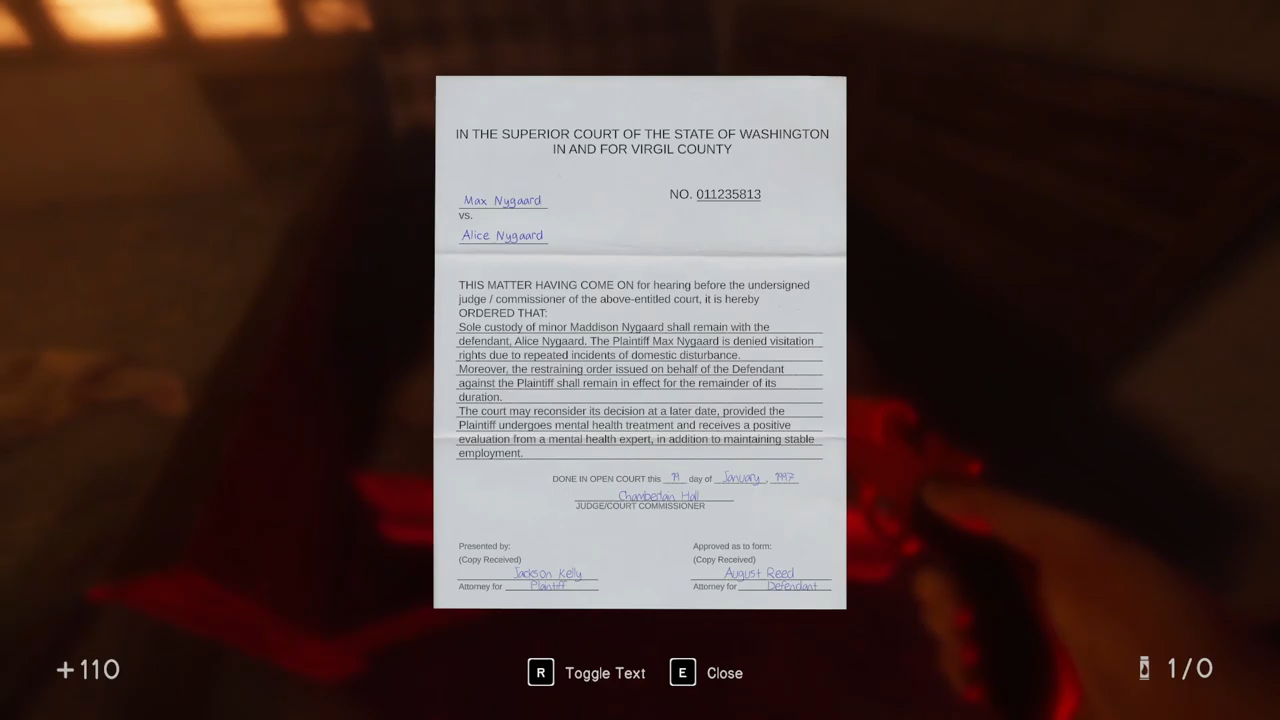 IN THE SUPERIOR COURT OF THE STATE OF WASHINGTON
IN AND FOR VIRGIL COUNTY
Max Nygaard
NO. 011235813
vs.
Alice Nygaard
THIS MATTER HAVING COME ON for hearing before the undersigned
judge / commissioner of the above-entitled court, it is hereby
ORDERED THAT:
Sole custody of minor Maddison Nygaard shall remain with the
defendant, Alice Nygaard. The Plaintiff Max Nygaard is denied visitation
rights due to repeated incidents of domestic disturbance.
Moreover, the restraining order issued on behalf of the Defendant
against the Plaintiff shall remain in effect for the remainder of its
duration.
The court may reconsider its decision at a later date, provided the
Plaintiff undergoes mental health treatment and receives a positive
evaluation from a mental health expert, in addition to maintaining stable
employment.
DONE IN OPEN COURT this 19 day of January, 1997
Chamberlan Hall
JUDGE/COURT COMMISSIONER
Presented by:
(Copy Received)
Jackson Kelly
Attorney for Plaintiff
Approved as to form:
(Copy Received)
August Reed
Attorney for Defendant
+110
R Toggle Text E Close
1/0